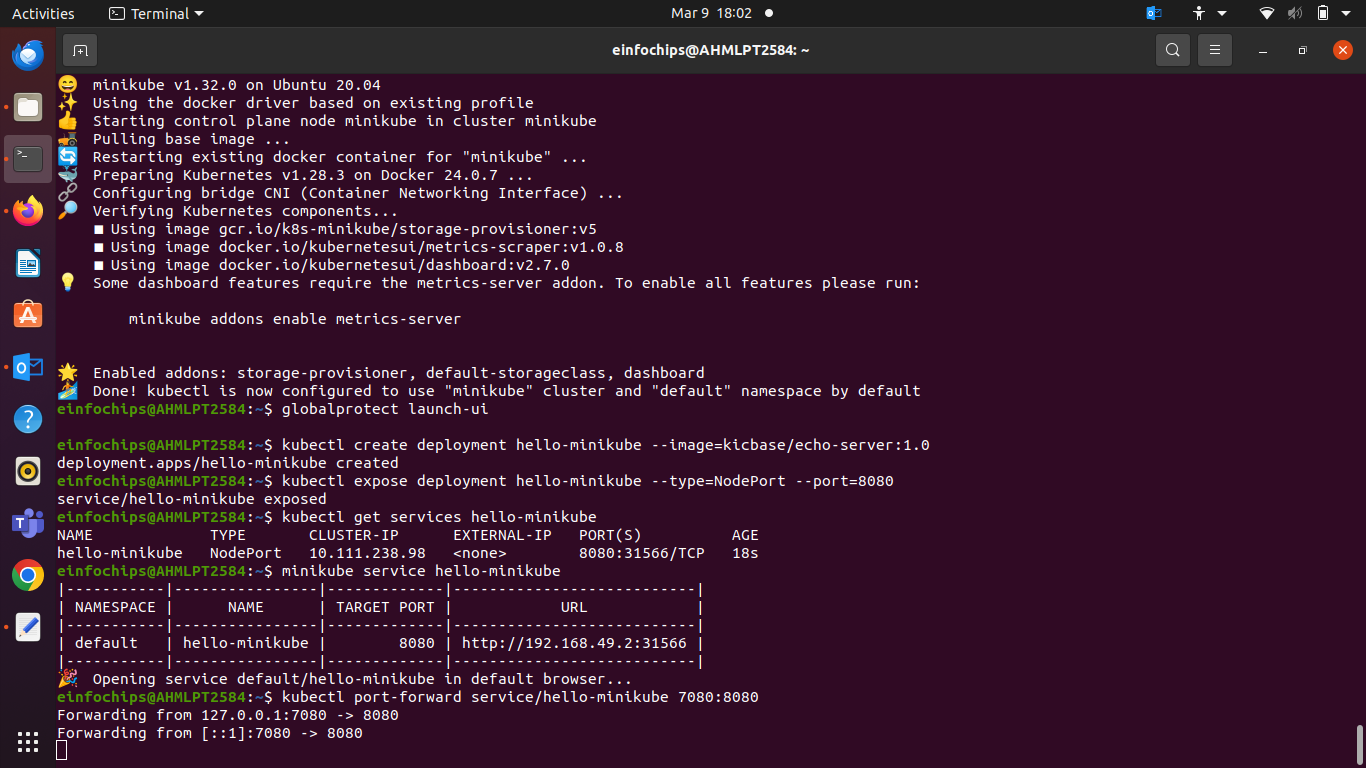 Activities
Terminal
Mar 9 18:02
einfochips@AHMLPT2584: ~
minikube v1.32.0 on Ubuntu 20.04
Using the docker driver based on existing profile
Starting control plane node minikube in cluster minikube
Pulling base image ...
Restarting existing docker container for "minikube" ...
Preparing Kubernetes v1.28.3 on Docker 24.0.7 ...
Configuring bridge CNI (Container Networking Interface) ...
Verifying Kubernetes components...
■ Using image gcr.io/k8s-minikube/storage-provisioner:v5
■ Using image docker.io/kubernetesui/metrics-scraper:v1.0.8
■ Using image docker.io/kubernetesui/dashboard:v2.7.0
Some dashboard features require the metrics-server addon. To enable all features please run:
minikube addons enable metrics-server
Enabled addons: storage-provisioner, default-storageclass, dashboard
Done! kubectl is now configured to use "minikube" cluster and "default" namespace by default
einfochips@AHMLPT2584:~$ globalprotect launch-ui
einfochips@AHMLPT2584:~$ kubectl create deployment hello-minikube --image=kicbase/echo-server:1.0
deployment.apps/hello-minikube created
einfochips@AHMLPT2584:~$ kubectl expose deployment hello-minikube --type=NodePort --port=8080
service/hello-minikube exposed
einfochips@AHMLPT2584:~$ kubectl get services hello-minikube
NAME TYPE CLUSTER-IP EXTERNAL-IP PORT(S) AGE
hello-minikube NodePort 10.111.238.98 <none> 8080:31566/TCP 18s
einfochips@AHMLPT2584:~$ minikube service hello-minikube
|-----------|----------------|-------------|---------------------------|
| NAMESPACE | NAME | TARGET PORT | URL |
|-----------|----------------|-------------|---------------------------|
| default | hello-minikube | 8080 | http://192.168.49.2:31566 |
|-----------|----------------|-------------|---------------------------|
Opening service default/hello-minikube in default browser...
einfochips@AHMLPT2584:~$ kubectl port-forward service/hello-minikube 7080:8080
Forwarding from 127.0.0.1:7080 -> 8080
Forwarding from [::1]:7080 -> 8080